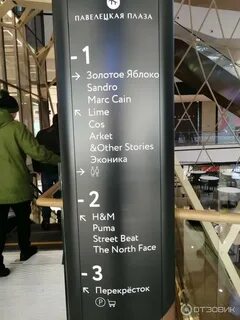 ПАВЕЛЕЦКАЯ ПЛАЗА
-1
→ Золотое Яблоко
Sandro
Marc Cain
↖ Lime
Cos
Arket
&Other Stories
Эконика
→
-2
↖ H&M
Puma
Street Beat
The North Face
-3
↖ Перекрёсток
P
ОТЗОВИК